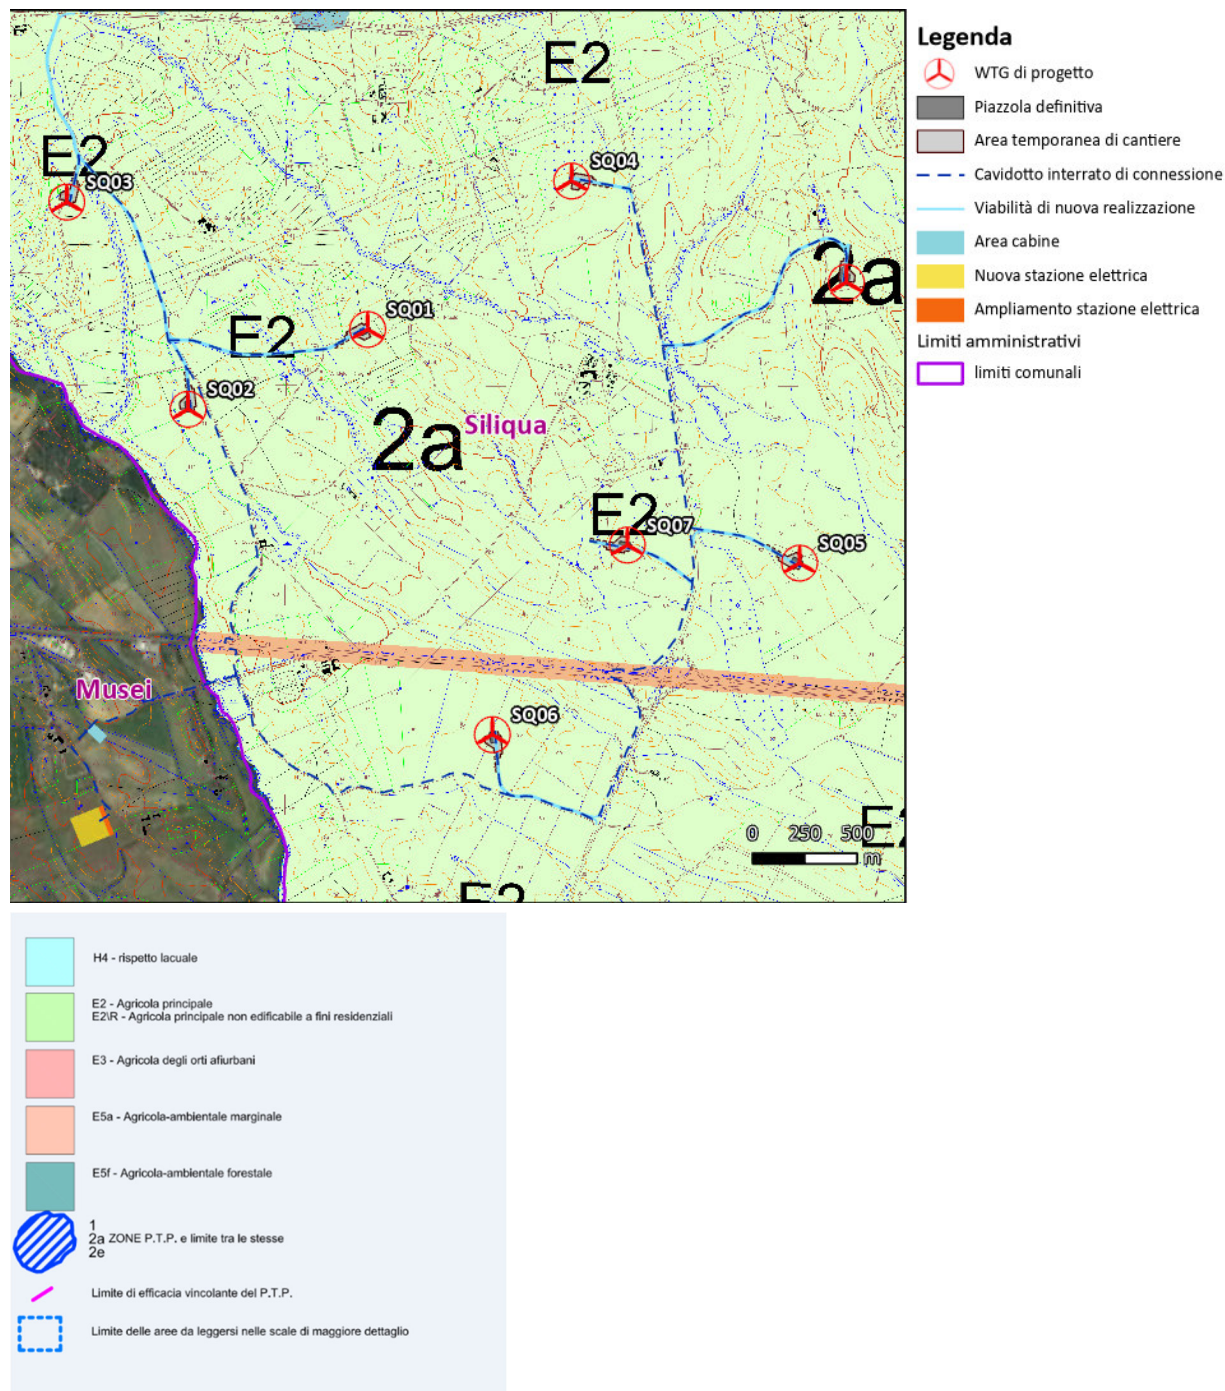 E2
E2
SQ03
SQ04
2a
SQ01
E2
SQ02
2a
Siliqua
E2
SQ07
SQ05
Musei
SQ06
0 250 500
m
E2
E2
Legenda
WTG di progetto
Piazzola definitiva
Area temporanea di cantiere
Cavidotto interrato di connessione
Viabilità di nuova realizzazione
Area cabine
Nuova stazione elettrica
Ampliamento stazione elettrica
Limiti amministrativi
limiti comunali
H4 - rispetto lacuale
E2 - Agricola principale
E2\R - Agricola principale non edificabile a fini residenziali
E3 - Agricola degli orti afiurbani
E5a - Agricola-ambientale marginale
E5f - Agricola-ambientale forestale
1
2a ZONE P.T.P. e limite tra le stesse
2e
Limite di efficacia vincolante del P.T.P.
Limite delle aree da leggersi nelle scale di maggiore dettaglio